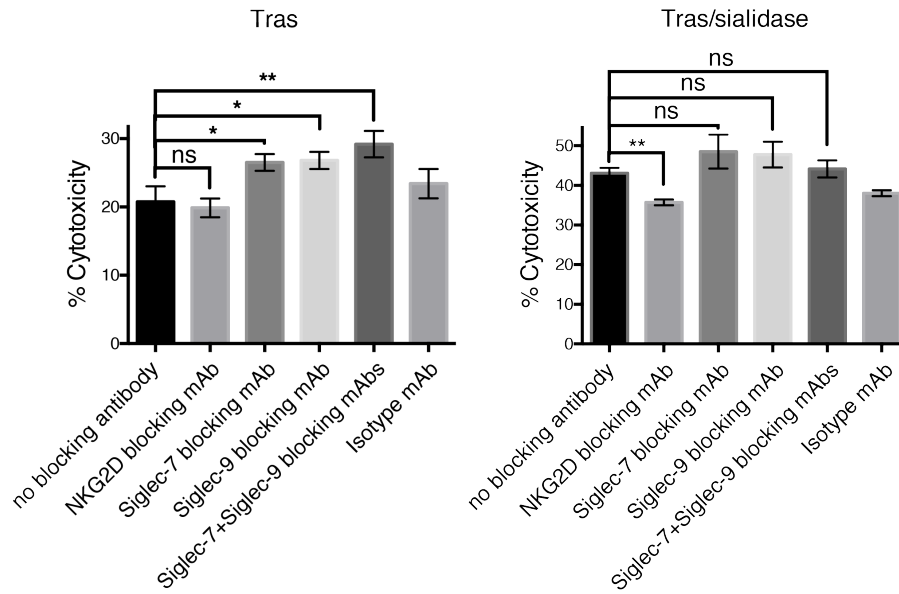 Tras
% Cytotoxicity
30
20
10
0
**
*
*
ns
no blocking antibody
NKG2D blocking mAb
Siglec-7 blocking mAb
Siglec-9 blocking mAb
Siglec-7+Siglec-9 blocking mAbs
Isotype mAb
Tras/sialidase
% Cytotoxicity
50
40
30
20
10
0
ns
ns
ns
**
no blocking antibody
NKG2D blocking mAb
Siglec-7 blocking mAb
Siglec-9 blocking mAb
Siglec-7+Siglec-9 blocking mAbs
Isotype mAb